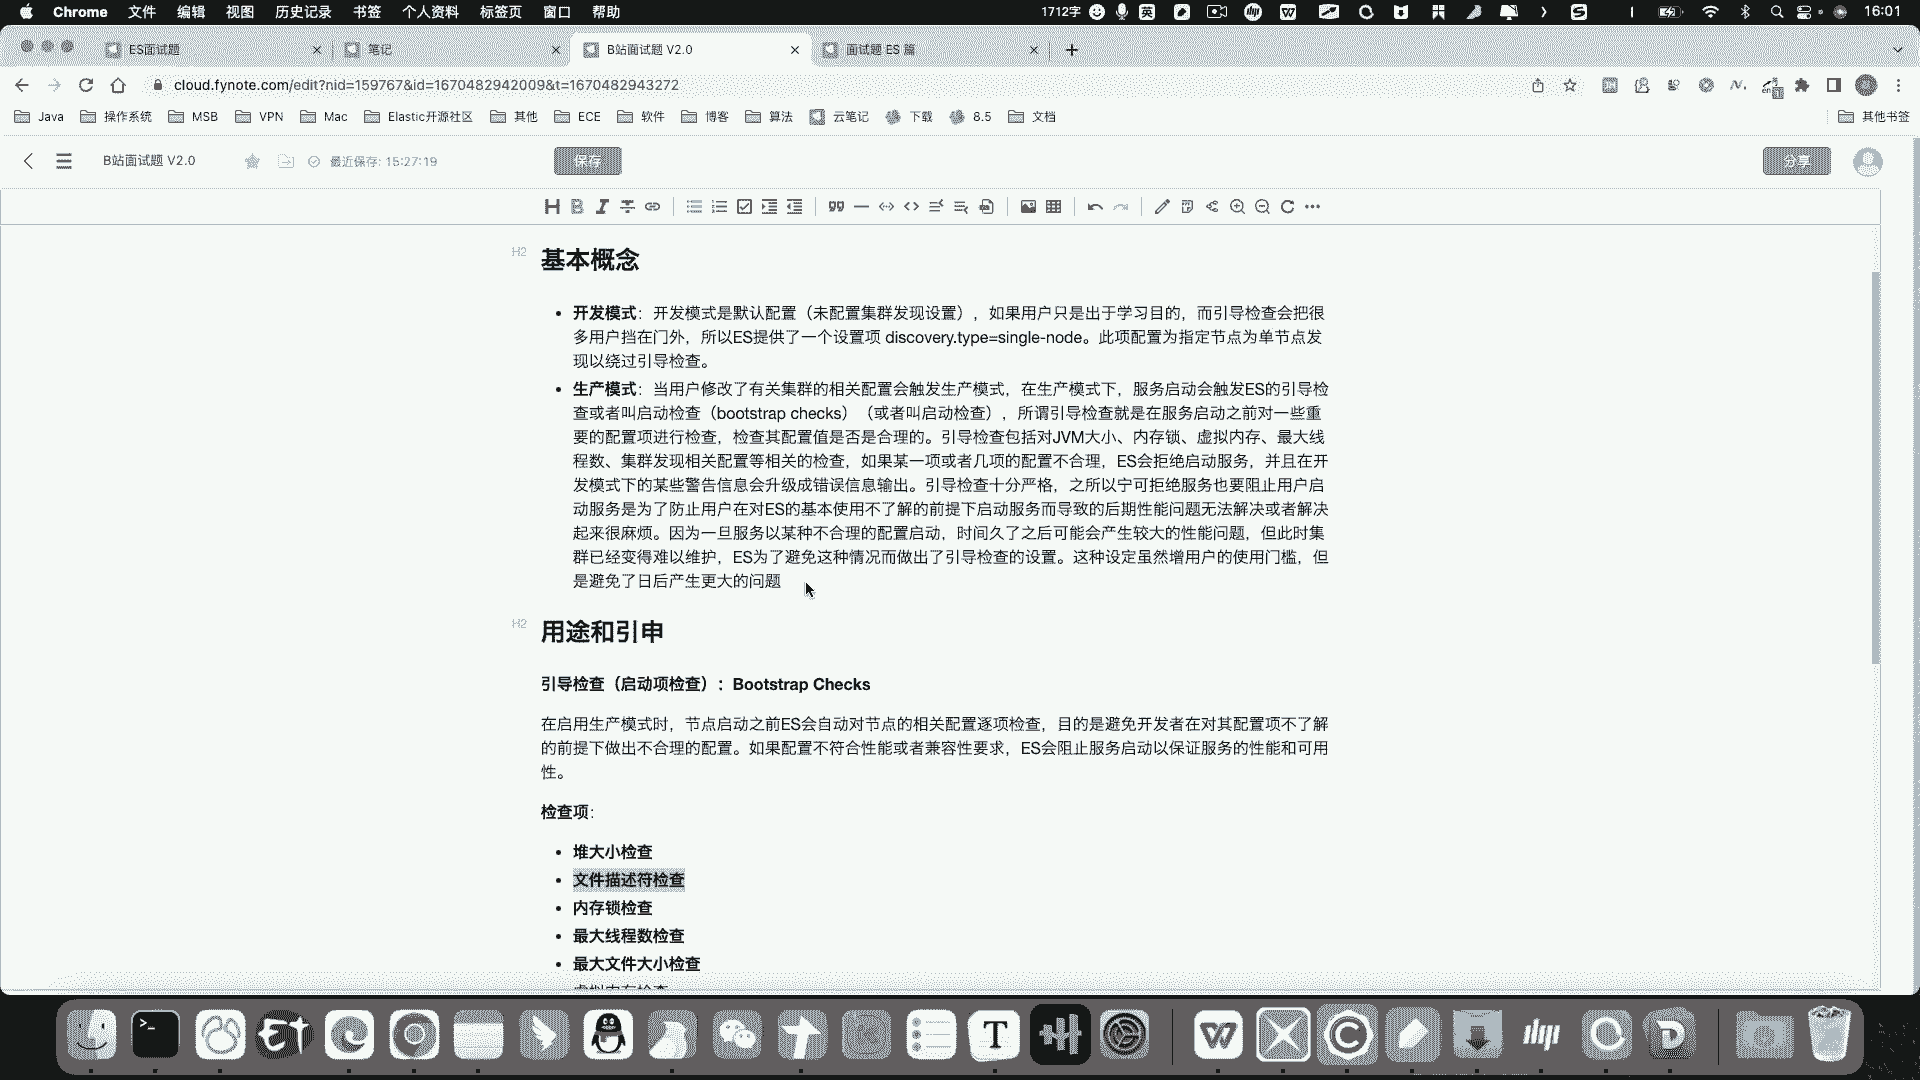 Chrome 文件 编辑 视图 历史记录 书签 个人资料 标签页 窗口 帮助 1712字 英 16:01
ES面试题 笔记 B站面试题 V2.0 面试题 ES 篇
cloud.fynote.com/edit?nid=159767&id=1670482942009&t=1670482943272
Java 操作系统 MSB VPN Mac Elastic开源社区 其他 ECE 软件 博客 算法 云笔记 下载 8.5 文档 其他书签
B站面试题 V2.0 最近保存: 15:27:19 保存 分享
H2 基本概念
开发模式：开发模式是默认配置（未配置集群发现设置），如果用户只是出于学习目的，而引导检查会把很
多用户挡在门外，所以ES提供了一个设置项 discovery.type=single-node。此项配置为指定节点为单节点发
现以绕过引导检查。
生产模式：当用户修改了有关集群的相关配置会触发生产模式，在生产模式下，服务启动会触发ES的引导检
查或者叫启动检查（bootstrap checks）（或者叫启动检查），所谓引导检查就是在服务启动之前对一些重
要的配置项进行检查，检查其配置值是否是合理的。引导检查包括对JVM大小、内存锁、虚拟内存、最大线
程数、集群发现相关配置等相关的检查，如果某一项或者几项的配置不合理，ES会拒绝启动服务，并且在开
发模式下的某些警告信息会升级成错误信息输出。引导检查十分严格，之所以宁可拒绝服务也要阻止用户启
动服务是为了防止用户在对ES的基本使用不了解的前提下启动服务而导致的后期性能问题无法解决或者解决
起来很麻烦。因为一旦服务以某种不合理的配置启动，时间久了之后可能会产生较大的性能问题，但此时集
群已经变得难以维护，ES为了避免这种情况而做出了引导检查的设置。这种设定虽然增用户的使用门槛，但
是避免了日后产生更大的问题
H2 用途和引申
引导检查（启动项检查）：Bootstrap Checks
在启用生产模式时，节点启动之前ES会自动对节点的相关配置逐项检查，目的是避免开发者在对其配置项不了解
的前提下做出不合理的配置。如果配置不符合性能或者兼容性要求，ES会阻止服务启动以保证服务的性能和可用
性。
检查项：
堆大小检查
文件描述符检查
内存锁检查
最大线程数检查
最大文件大小检查